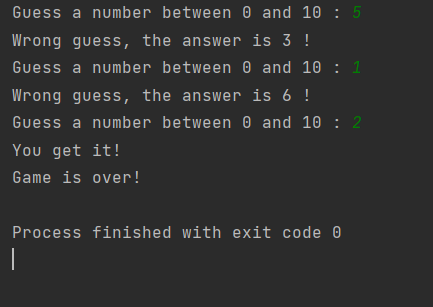 Guess a number between 0 and 10 : 5
Wrong guess, the answer is 3 !
Guess a number between 0 and 10 : 1
Wrong guess, the answer is 6 !
Guess a number between 0 and 10 : 2
You get it!
Game is over!
Process finished with exit code 0